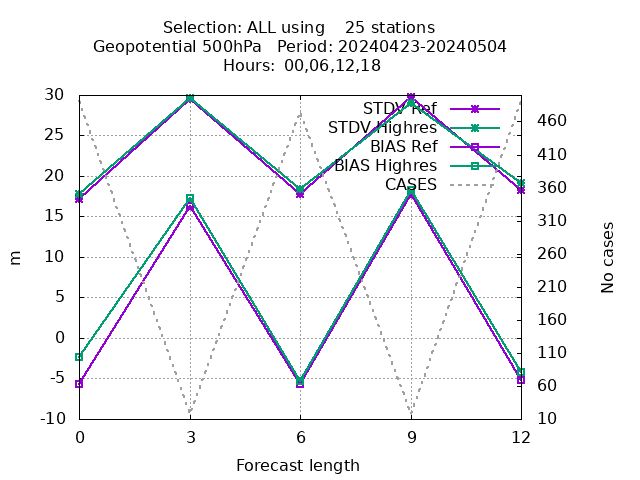 Selection: ALL using    25 stations
Geopotential 500hPa   Period: 20240423-20240504
Hours:  00,06,12,18
30
25
20
15
10
5
0
-5
-10
m
STDV Ref
STDV Highres
BIAS Ref
BIAS Highres
CASES
460
410
360
310
260
210
160
110
60
10
No cases
0 3 6 9 12
Forecast length